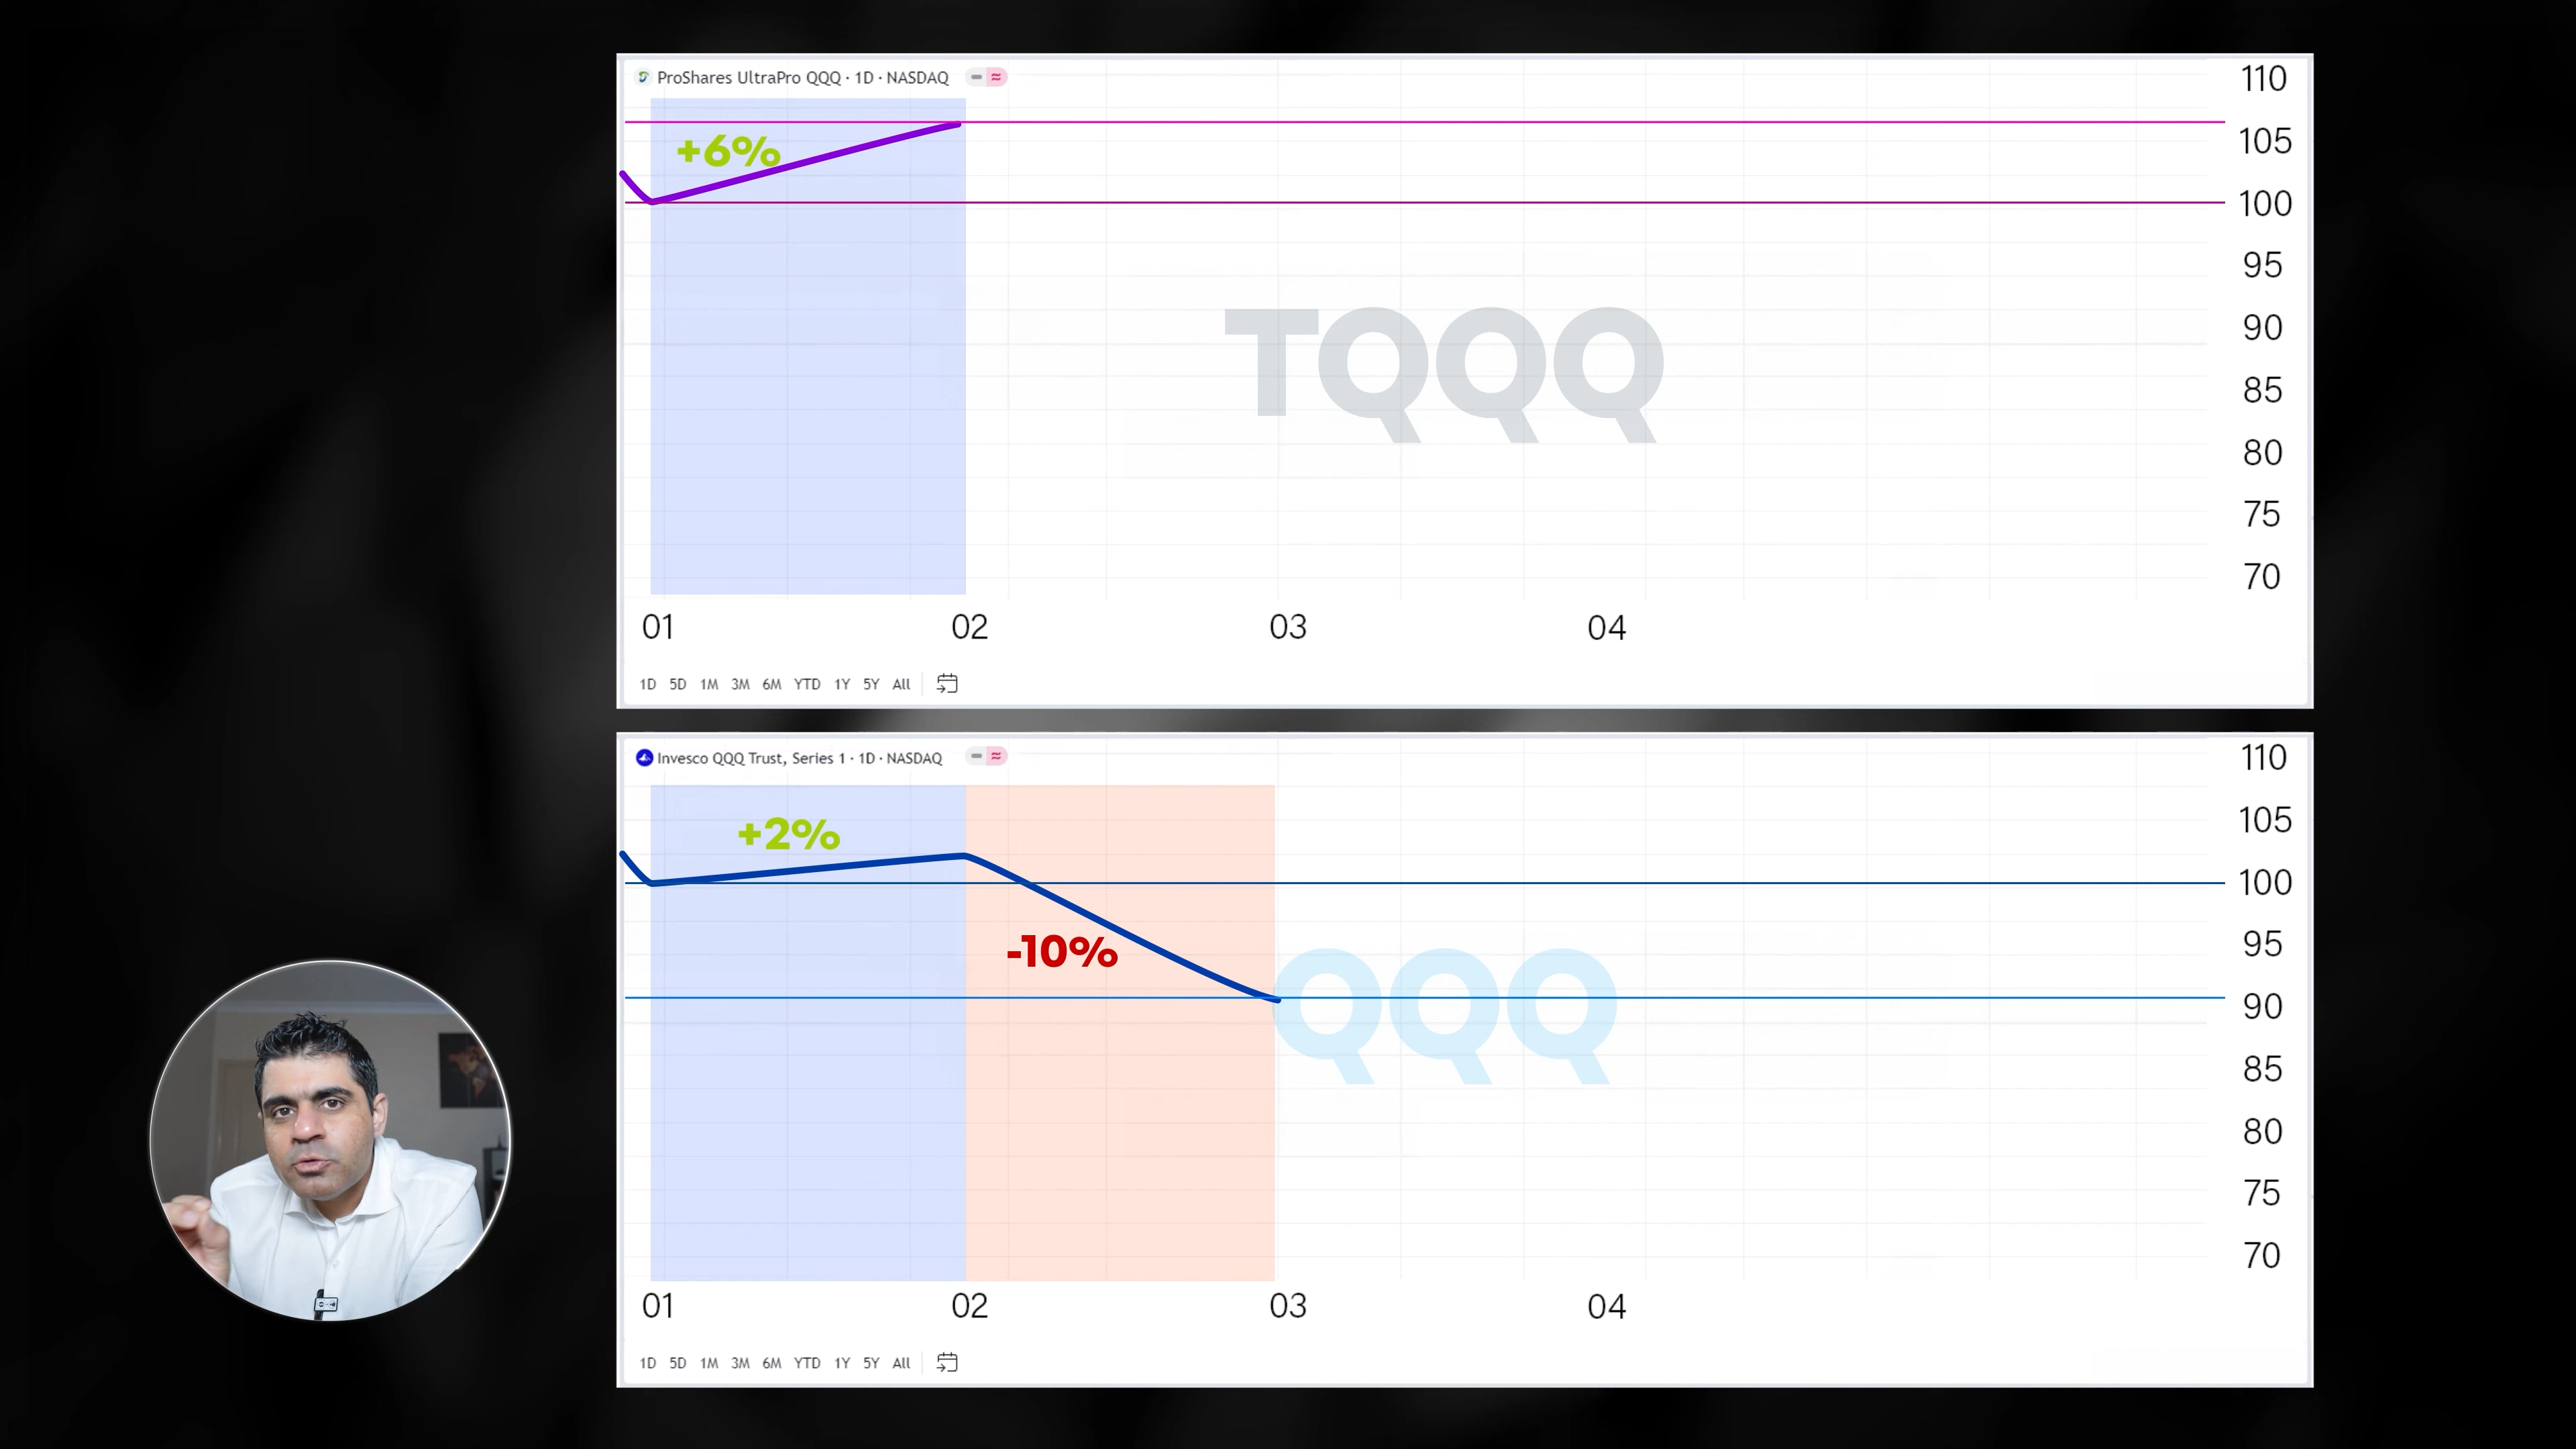 ProShares UltraPro QQQ · 1D · NASDAQ
110
+6%
105
100
95
TQQQ
90
85
80
75
70
01 02 03 04
1D 5D 1M 3M 6M YTD 1Y 5Y All
Invesco QQQ Trust, Series 1 · 1D · NASDAQ
110
+2%
105
100
-10%
95
QQQ
90
85
80
75
70
01 02 03 04
1D 5D 1M 3M 6M YTD 1Y 5Y All